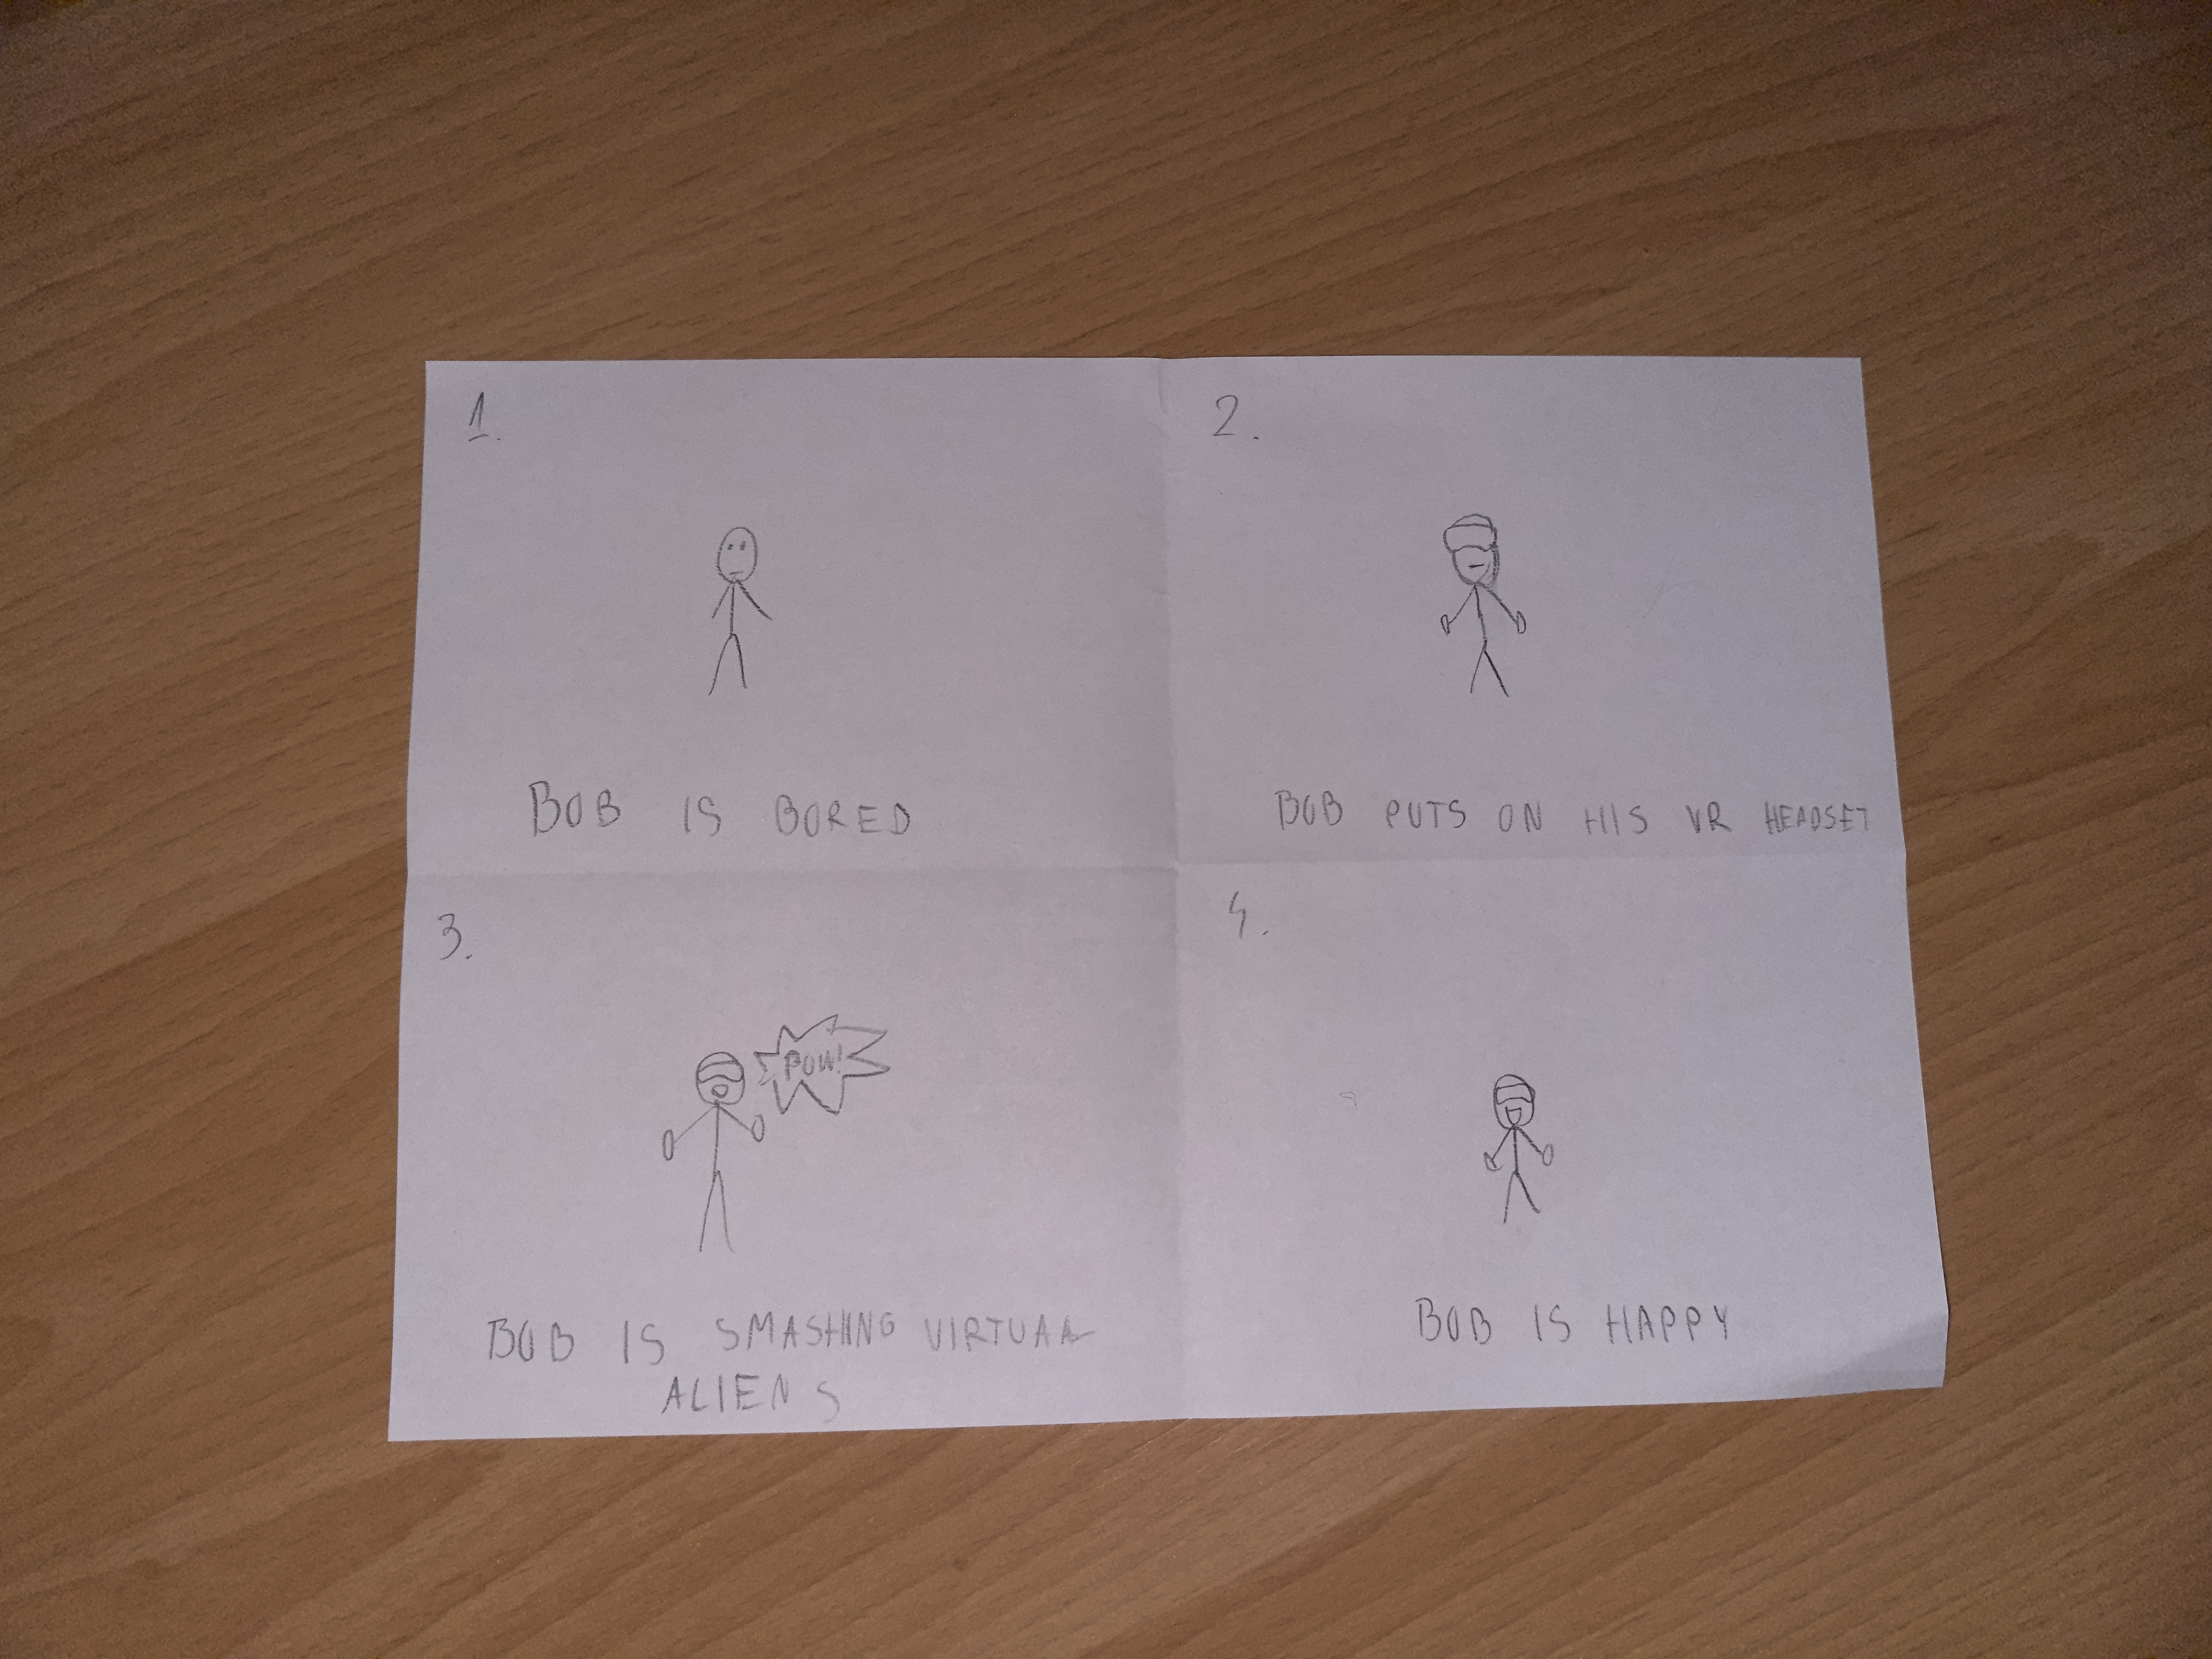 1.
BOB IS BORED
2.
BOB PUTS ON HIS VR HEADSET
3.
POW!
BOB IS SMASHING VIRTUAL
ALIENS
4.
BOB IS HAPPY